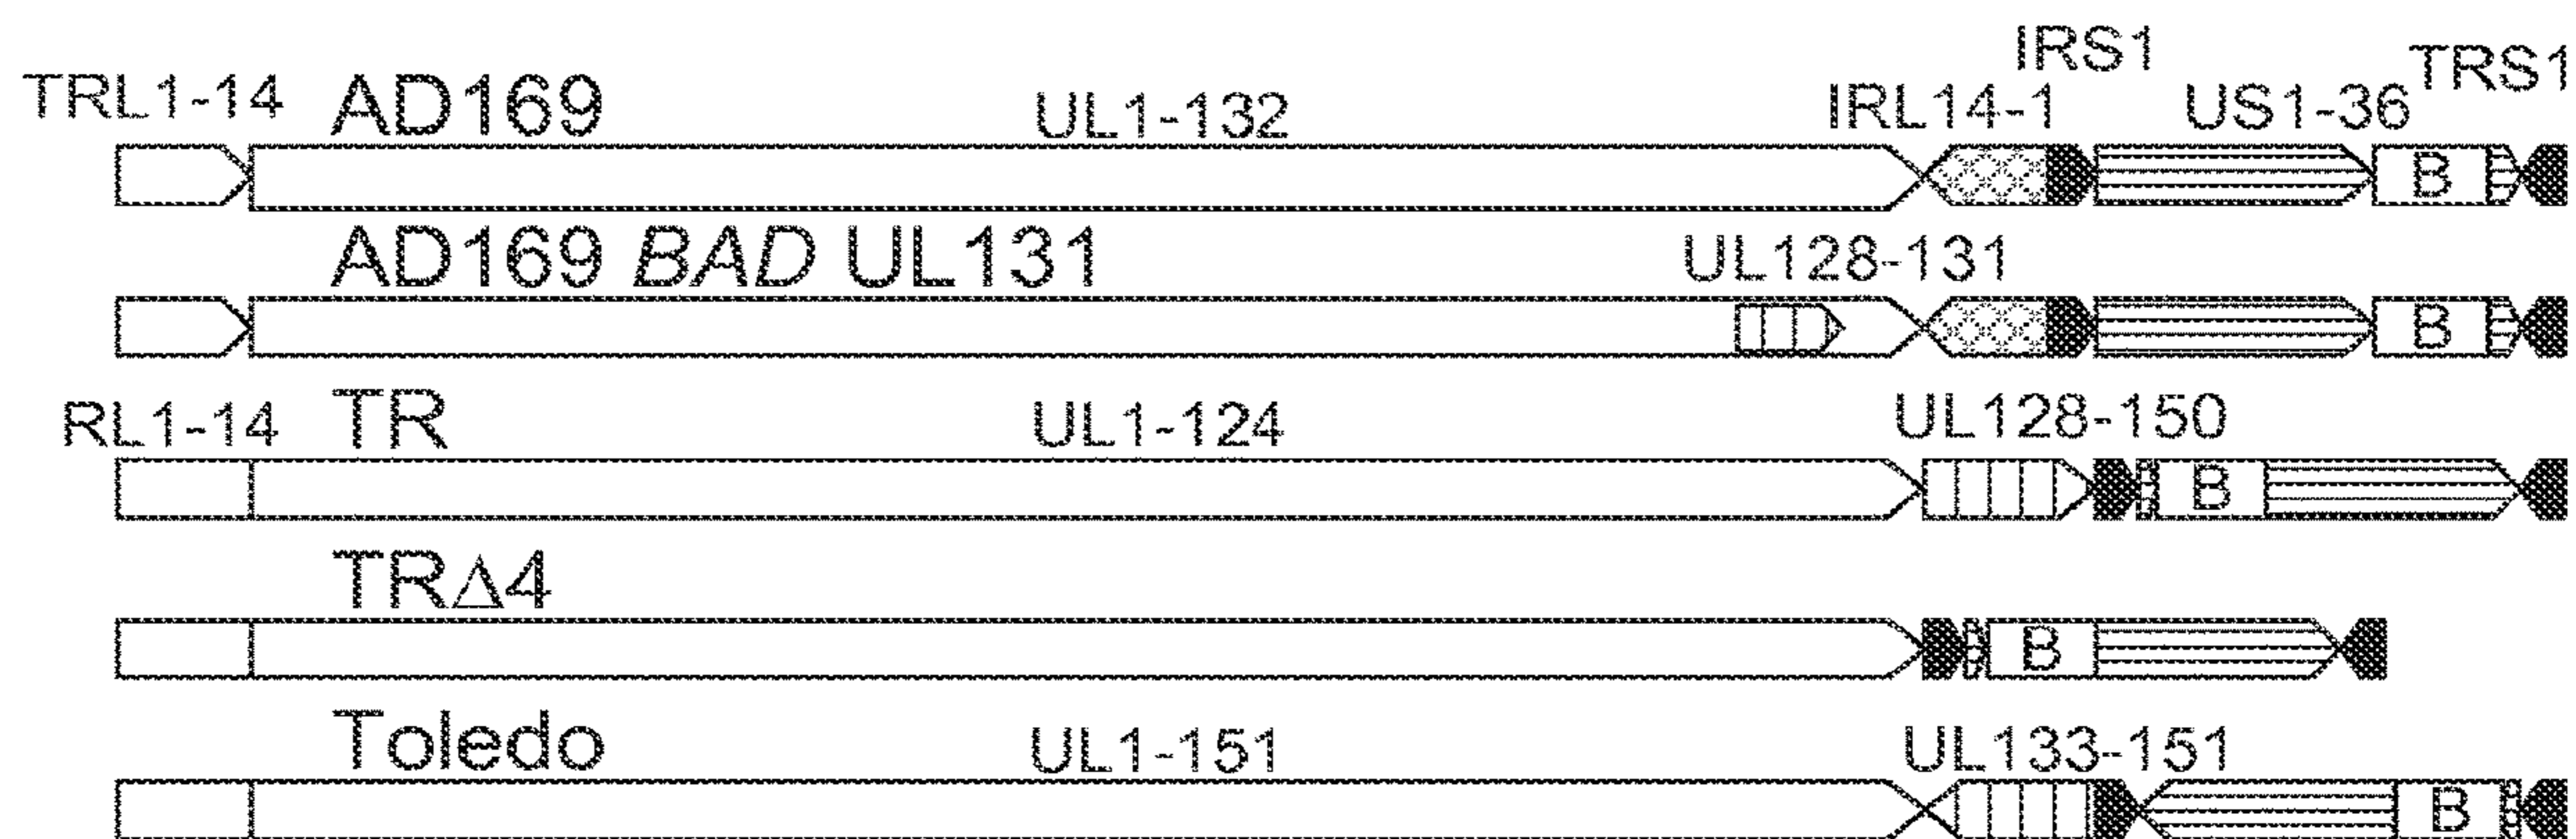 IRS1
TRL1-14 AD169 UL1-132 IRL14-1 US1-36 TRS1
B
AD169 BAD UL131 UL128-131
B
RL1-14 TR UL1-124 UL128-150
B
TRΔ4
B
Toledo UL1-151 UL133-151
B